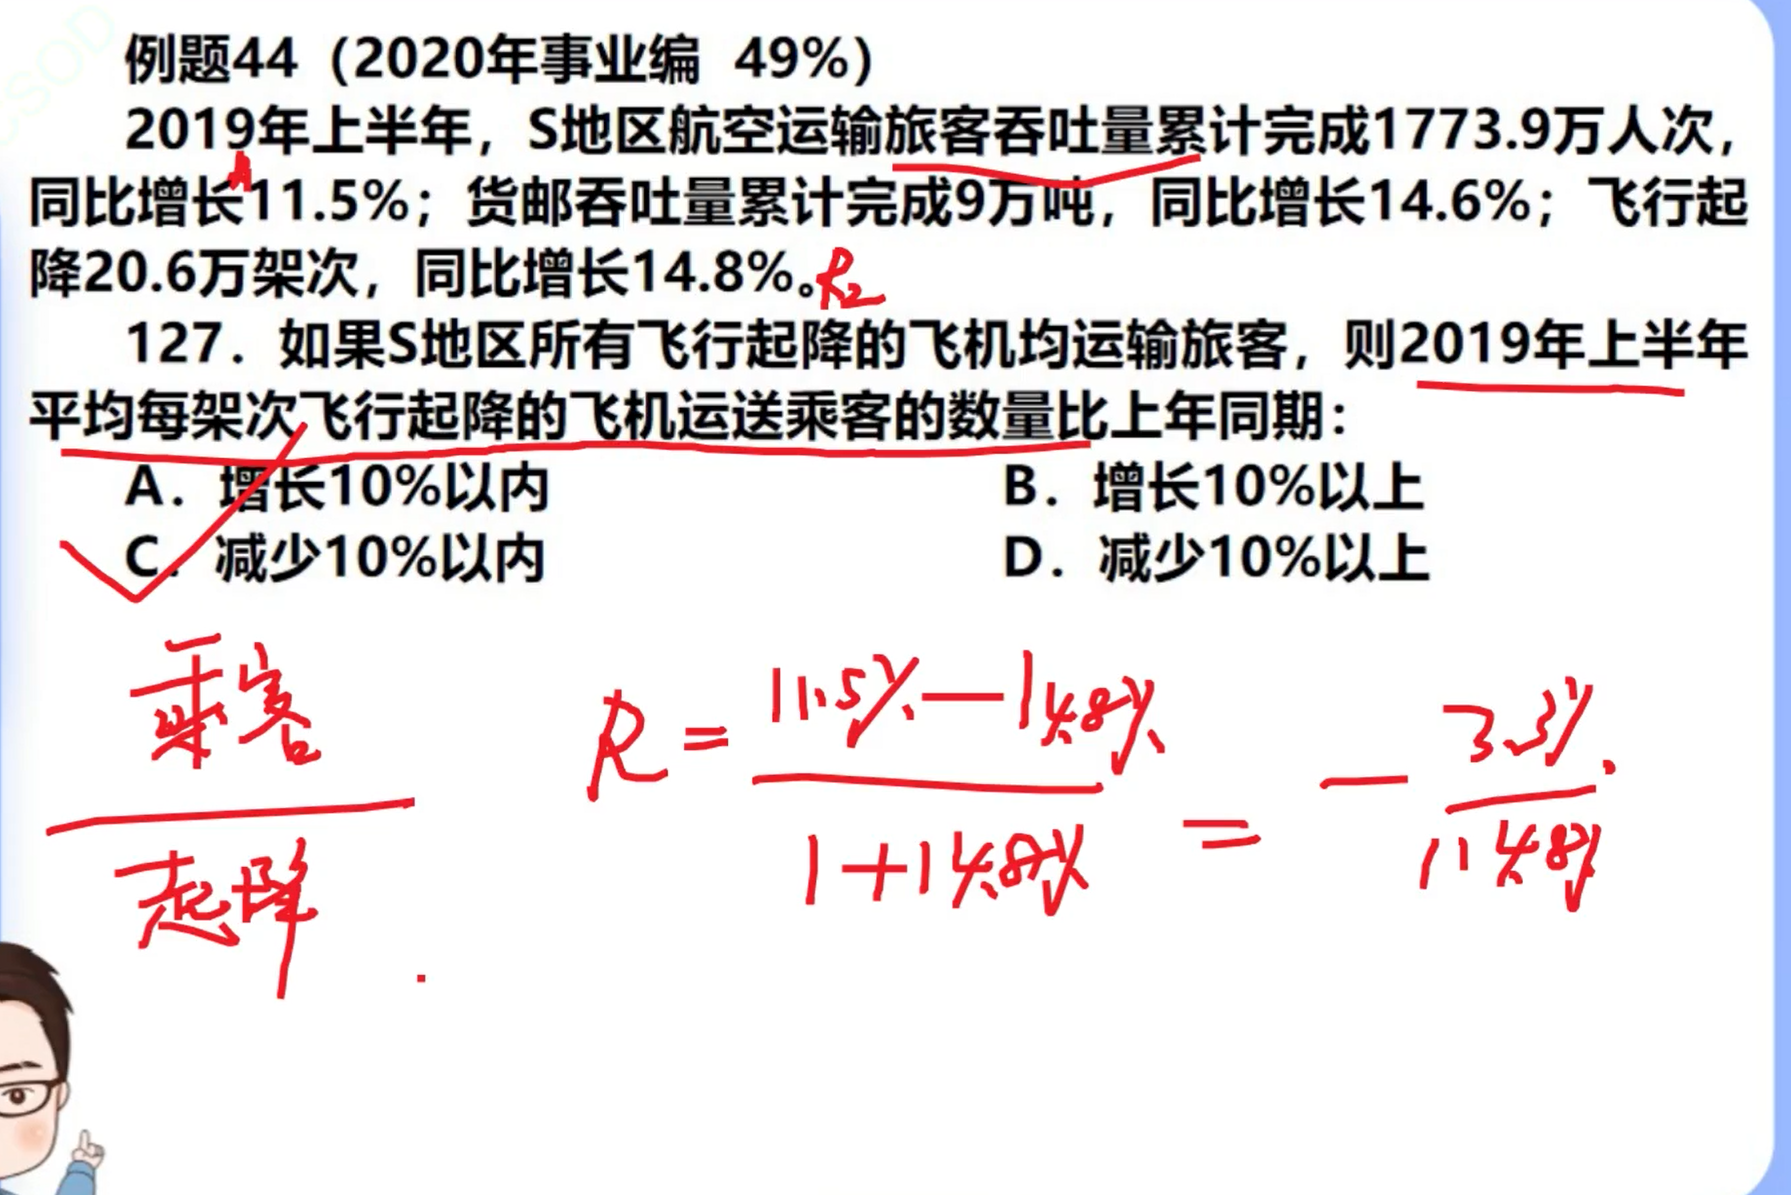 例题44（2020年事业编 49%）
2019年上半年，S地区航空运输旅客吞吐量累计完成1773.9万人次，
同比增长11.5%；货邮吞吐量累计完成9万吨，同比增长14.6%；飞行起
降20.6万架次，同比增长14.8%。R2
127．如果S地区所有飞行起降的飞机均运输旅客，则2019年上半年
平均每架次飞行起降的飞机运送乘客的数量比上年同期：
A．增长10%以内 B．增长10%以上
C．减少10%以内 D．减少10%以上
乘客
起降
R = 11.5% − 14.8%
1+14.8%
= − 3.3%
114.8%